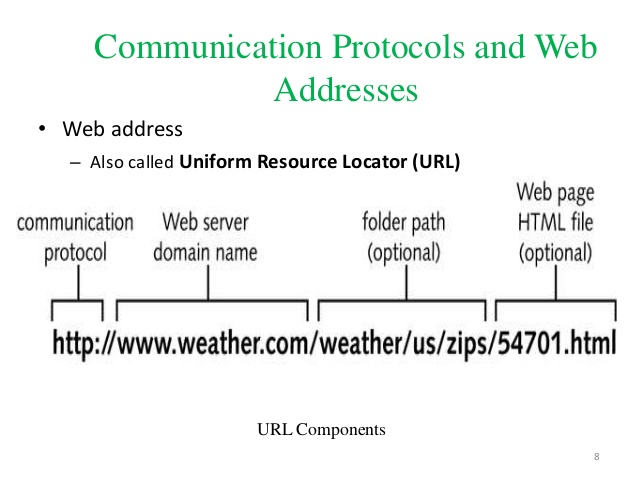 Communication Protocols and Web
Addresses
• Web address
– Also called Uniform Resource Locator (URL)
communication
protocol
Web server
domain name
folder path
(optional)
Web page
HTML file
(optional)
http://www.weather.com/weather/us/zips/54701.html
URL Components
8